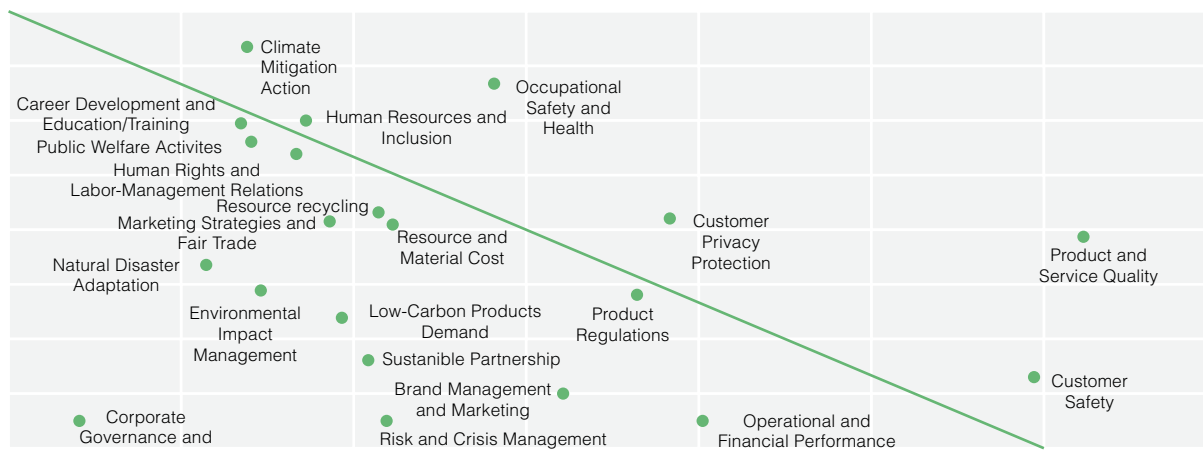 Climate
Mitigation
Action
Occupational
Safety and
Health
Career Development and
Education/Training
Human Resources and
Inclusion
Public Welfare Activites
Human Rights and
Labor-Management Relations
Resource recycling
Marketing Strategies and
Fair Trade
Resource and
Material Cost
Customer
Privacy
Protection
Product and
Service Quality
Natural Disaster
Adaptation
Environmental
Impact
Management
Low-Carbon Products
Demand
Product
Regulations
Sustanible Partnership
Brand Management
and Marketing
Customer
Safety
Corporate
Governance and
Risk and Crisis Management
Operational and
Financial Performance